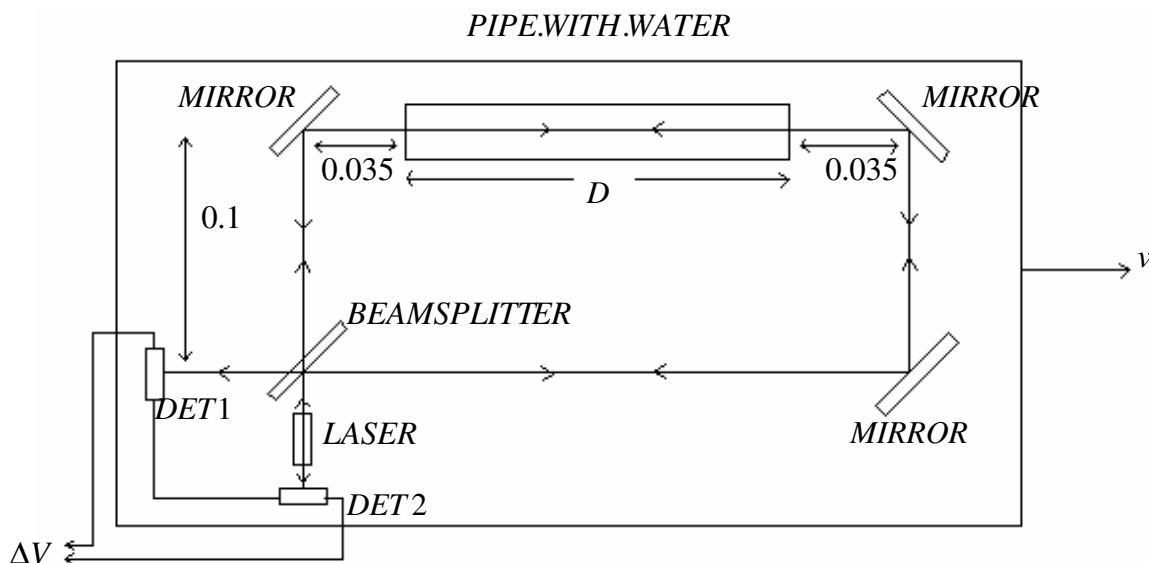 PIPE.WITH.WATER
MIRROR
MIRROR
0.035
0.035
D
0.1
v
BEAMSPLITTER
DET1
LASER
MIRROR
DET2
ΔV